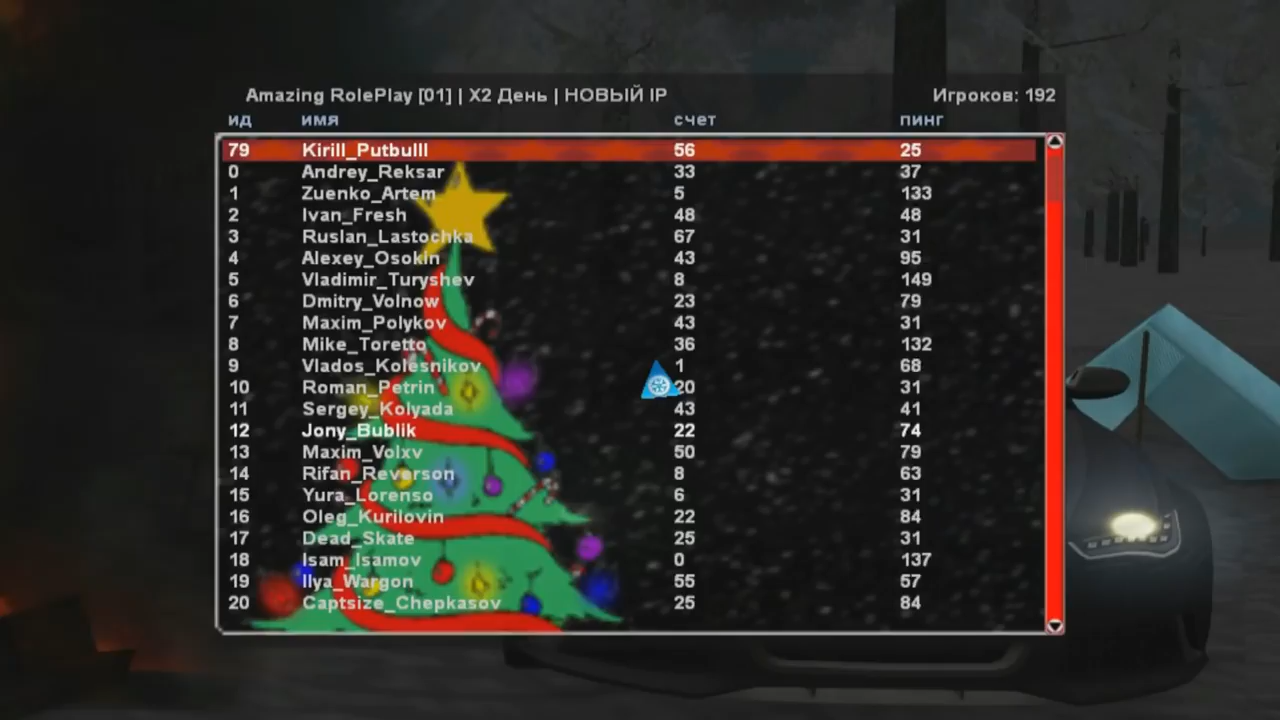 Amazing RolePlay [01] | X2 День | НОВЫЙ IP Игроков: 192
ид имя счет пинг
79 Kirill_Putbulll 56 25
0 Andrey_Reksar 33 37
1 Zuenko_Artem 5 133
2 Ivan_Fresh 48 48
3 Ruslan_Lastochka 67 31
4 Alexey_Osokin 43 95
5 Vladimir_Turyshev 8 149
6 Dmitry_Volnow 23 79
7 Maxim_Polykov 43 31
8 Mike_Toretto 36 132
9 Vlados_Kolesnikov 1 68
10 Roman_Petrin 20 31
11 Sergey_Kolyada 43 41
12 Jony_Bublik 22 74
13 Maxim_Volxv 50 79
14 Rifan_Reverson 8 63
15 Yura_Lorenso 6 31
16 Oleg_Kurilovin 22 84
17 Dead_Skate 25 31
18 Isam_Isamov 0 137
19 Ilya_Wargon 55 57
20 Captsize_Chepkasov 25 84